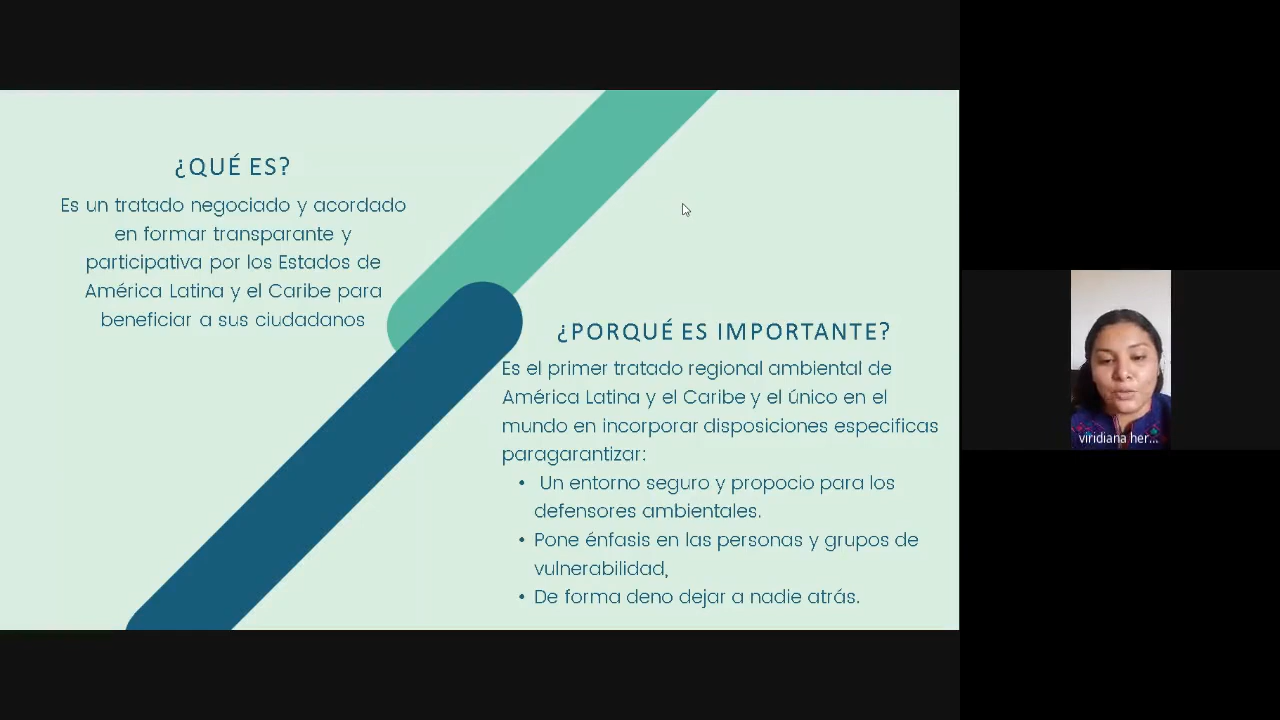 ¿QUÉ ES?
Es un tratado negociado y acordado
en formar transparante y
participativa por los Estados de
América Latina y el Caribe para
beneficiar a sus ciudadanos
¿PORQUÉ ES IMPORTANTE?
Es el primer tratado regional ambiental de
América Latina y el Caribe y el único en el
mundo en incorporar disposiciones especificas
paragarantizar:
• Un entorno seguro y propocio para los
defensores ambientales.
• Pone énfasis en las personas y grupos de
vulnerabilidad,
• De forma deno dejar a nadie atrás.
viridiana her...